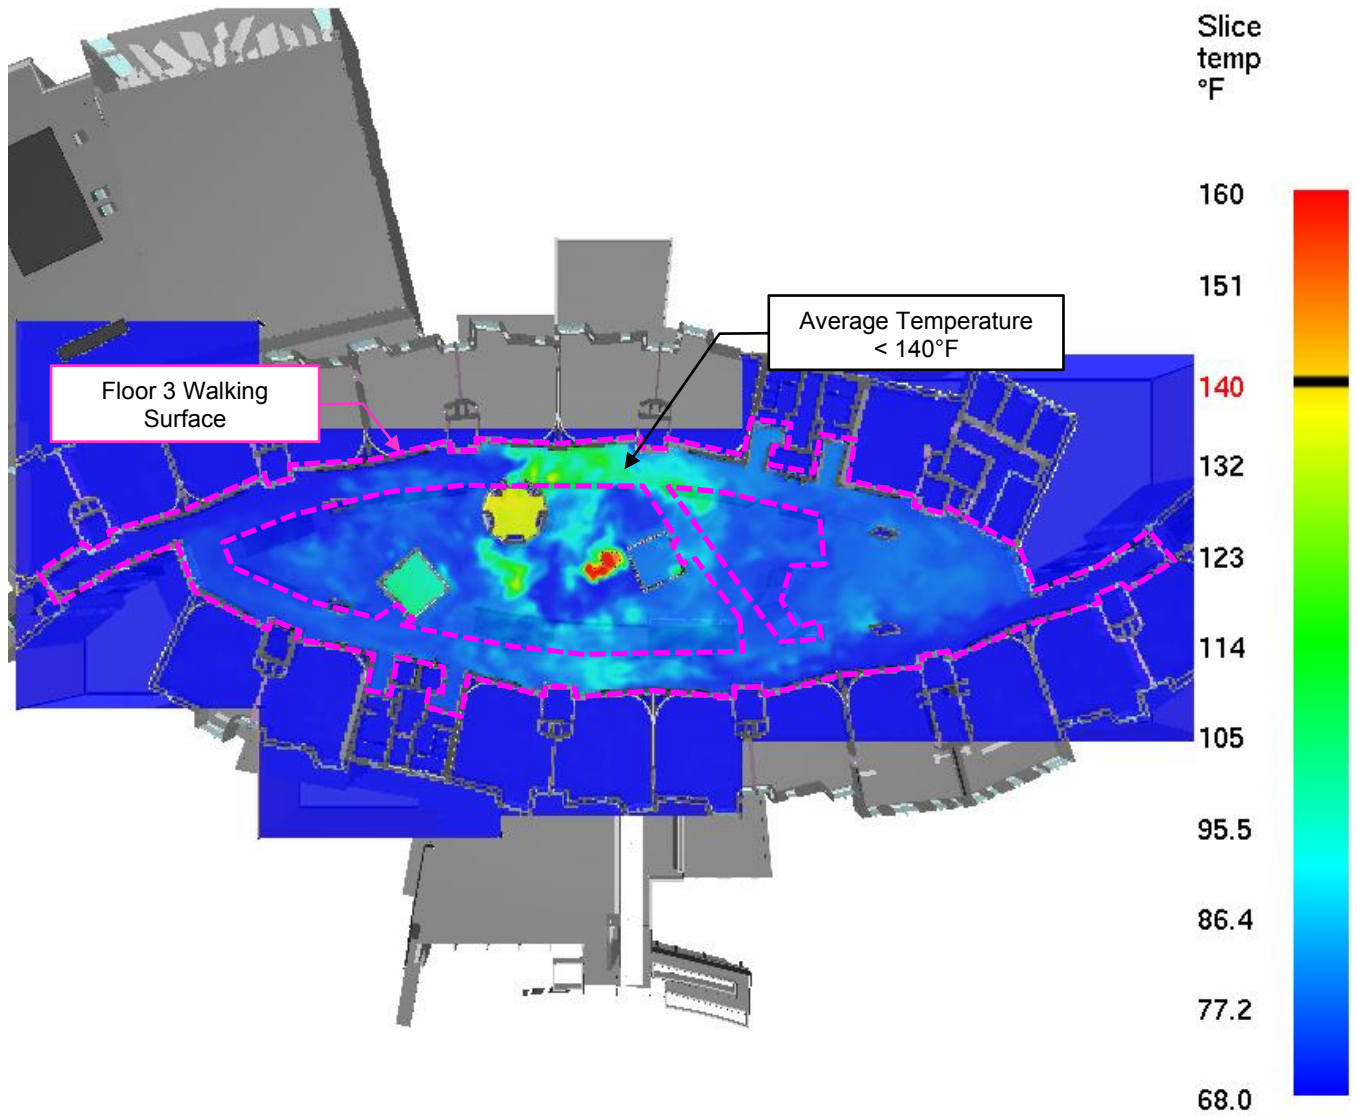 Slice
temp
°F
160
151
140
132
123
114
105
95.5
86.4
77.2
68.0
Average Temperature
< 140°F
Floor 3 Walking
Surface